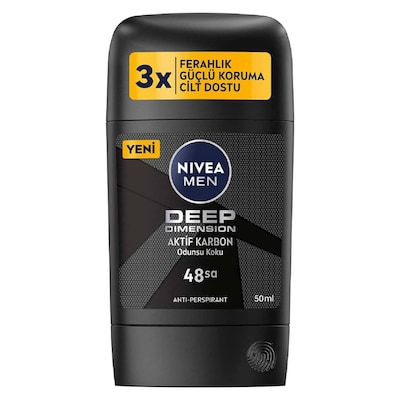 3x
FERAHLIK
GÜÇLÜ KORUMA
CİLT DOSTU
YENİ
NIVEA
MEN
DEEP
DIMENSION
AKTİF KARBON
Odunsu Koku
48sa
ANTI-PERSPIRANT
50ml